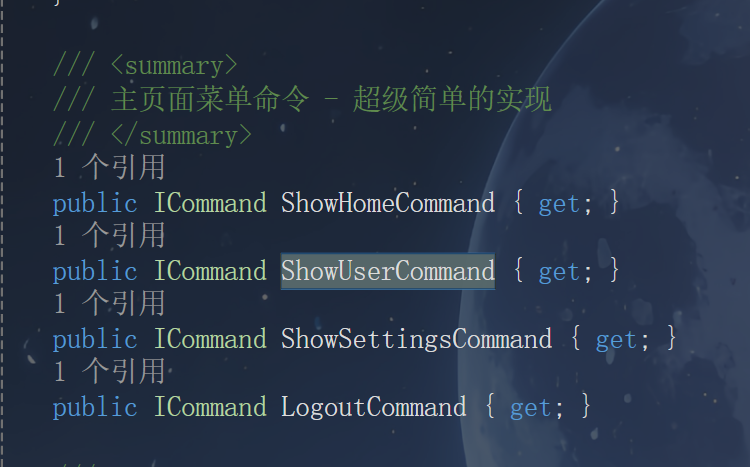 }
/// <summary>
/// 主页面菜单命令 - 超级简单的实现
/// </summary>
1 个引用
public ICommand ShowHomeCommand { get; }
1 个引用
public ICommand ShowUserCommand { get; }
1 个引用
public ICommand ShowSettingsCommand { get; }
1 个引用
public ICommand LogoutCommand { get; }